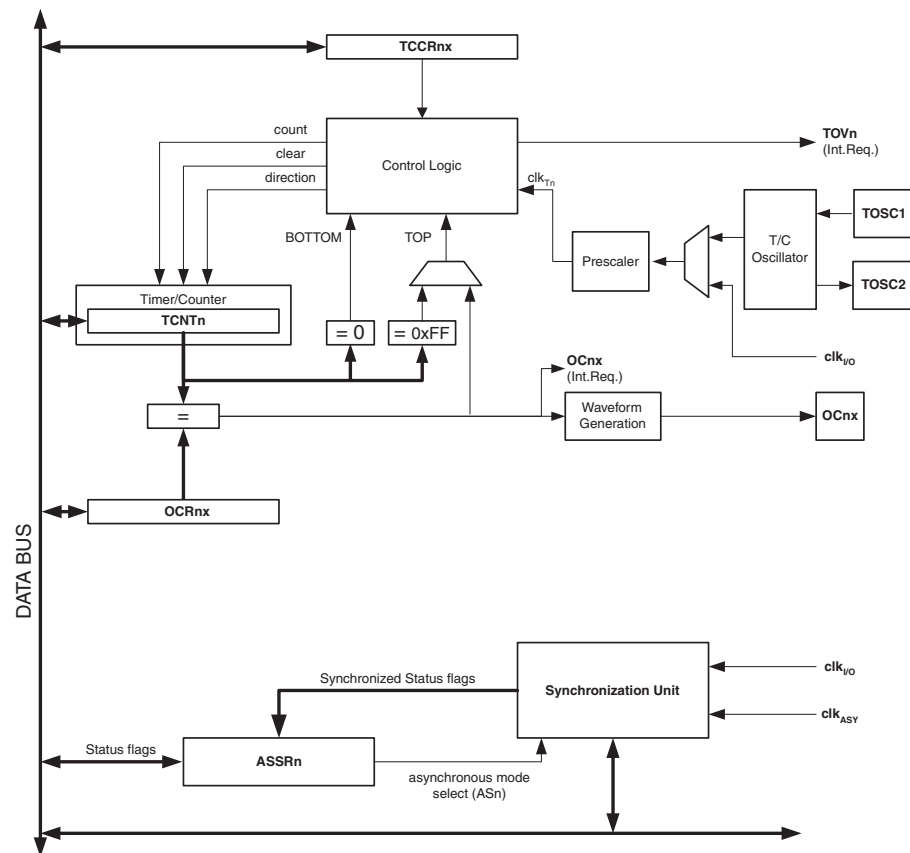 TCCRnx
count
clear
direction
Control Logic
TOVn
(Int.Req.)
clkTn
BOTTOM
TOP
TOSC1
T/C
Oscillator
TOSC2
Prescaler
clkI/O
Timer/Counter
TCNTn
= 0
= 0xFF
OCnx
(Int.Req.)
=
Waveform
Generation
OCnx
OCRnx
DATA BUS
Synchronized Status flags
Synchronization Unit
clkI/O
clkASY
Status flags
ASSRn
asynchronous mode
select (ASn)